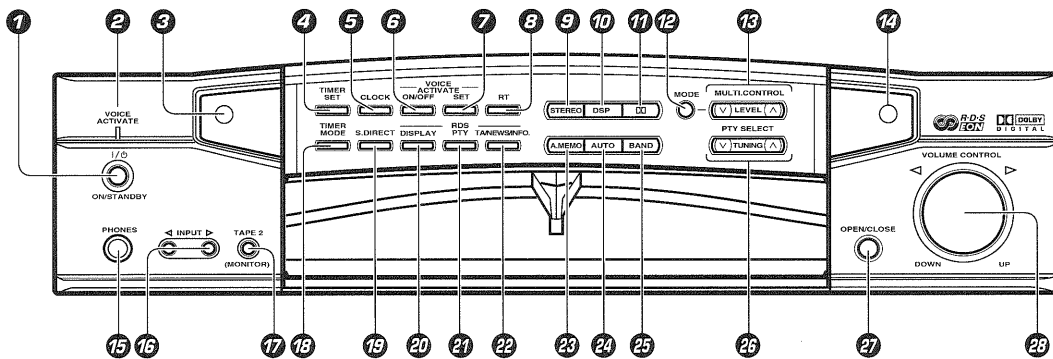 1 2 3 4 5 6 7 8 9 10 11 12 13 14
VOICE
ACTIVATE
I/⏻
ON/STANDBY
PHONES
◁ INPUT ▷
TAPE 2
(MONITOR)
TIMER
SET
CLOCK
VOICE
ACTIVATE
ON/OFF
SET
RT
TIMER
MODE
S.DIRECT
DISPLAY
RDS
PTY
TA/NEWS/INFO.
STEREO
DSP
A.MEMO
AUTO
BAND
MODE
MULTI.CONTROL
∨ LEVEL ∧
PTY SELECT
∨ TUNING ∧
R·D·S
EON
DOLBY
DIGITAL
VOLUME CONTROL
◁ ▷
OPEN/CLOSE
DOWN
UP
15 16 17 18 19 20 21 22 23 24 25 26 27 28